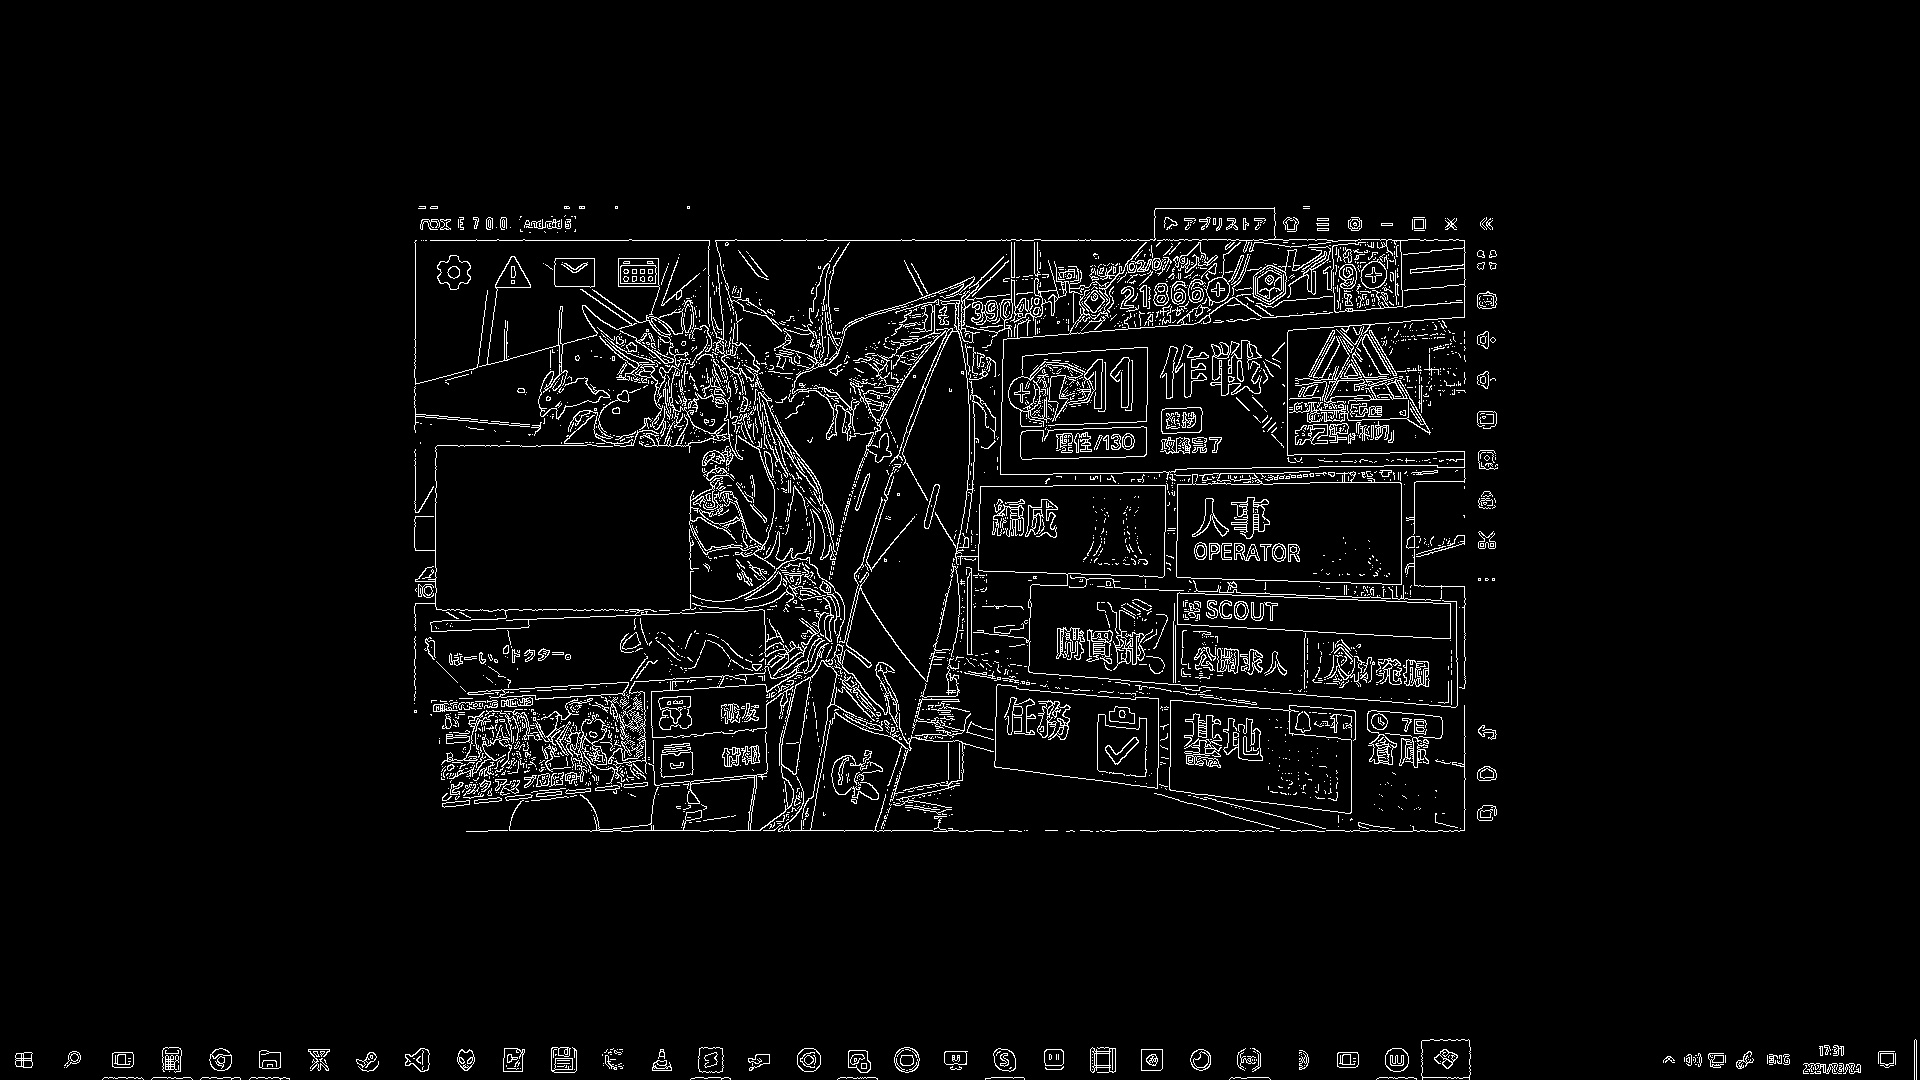 nox E 7.0.0. Android 5
アプリストア
390481
21866
119
11
理性/130
作戦
進捗
攻略完了
編成
人事
OPERATOR
購買部
SCOUT
公開求人
人材発掘
はーい、ドクター。
戦友
情報
任務
基地
BETA
7日
倉庫
ENG
17:31
2021/03/04